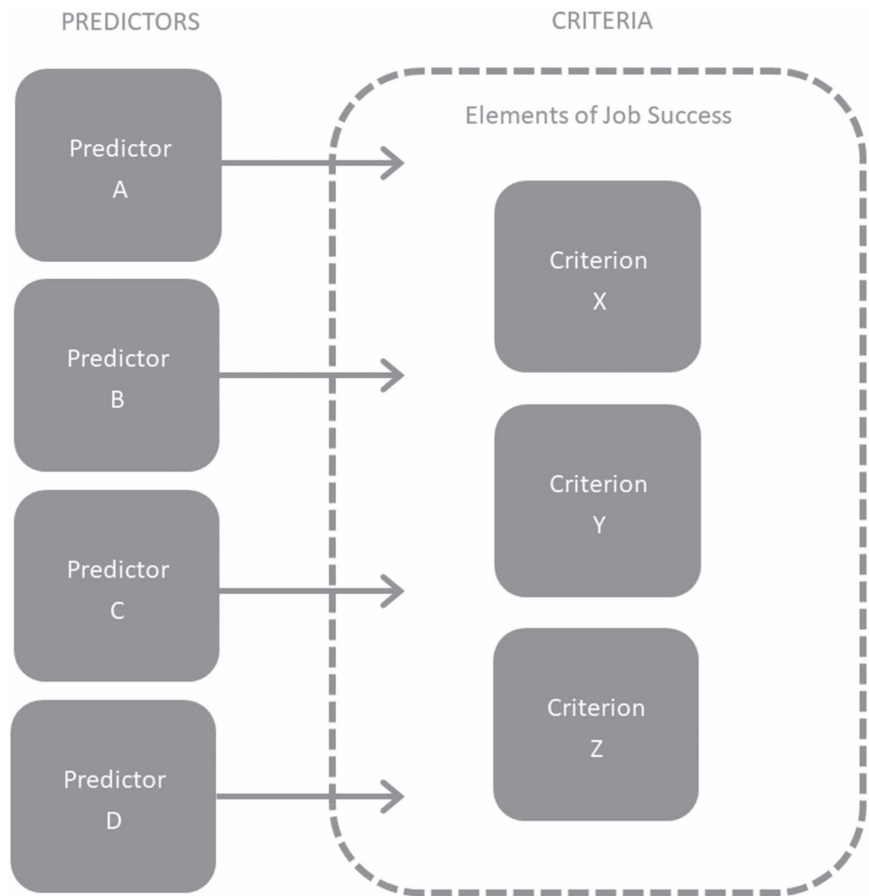 PREDICTORS
CRITERIA
Elements of Job Success
Predictor
A
Predictor
B
Predictor
C
Predictor
D
Criterion
X
Criterion
Y
Criterion
Z